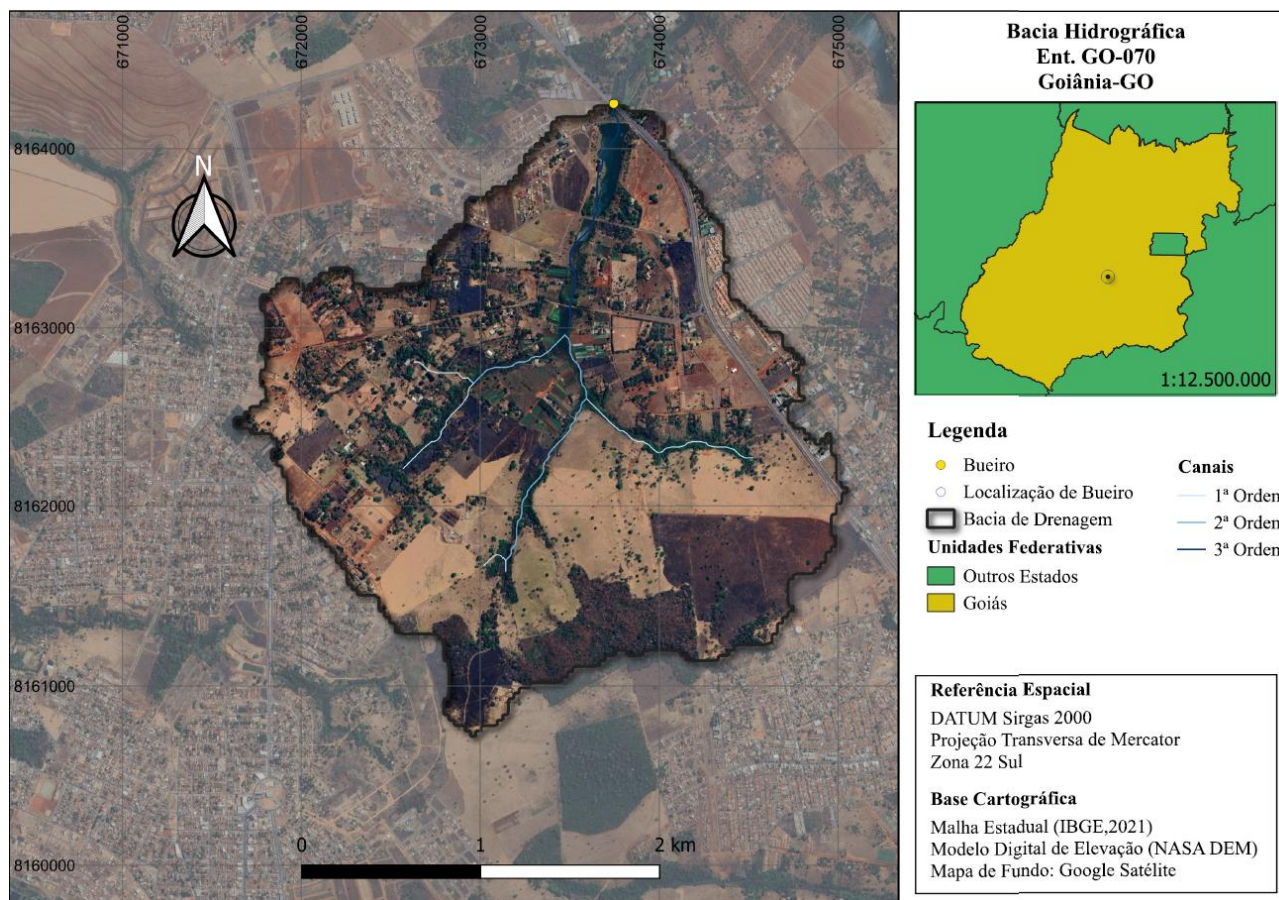 671000
672000
673000
674000
675000
8164000
8163000
8162000
8161000
8160000
N
0
1
2 km
Bacia Hidrográfica
Ent. GO-070
Goiânia-GO
1:12.500.000
Legenda
Bueiro
Localização de Bueiro
Bacia de Drenagem
Unidades Federativas
Outros Estados
Goiás
Canais
1ª Ordem
2ª Ordem
3ª Ordem
Referência Espacial
DATUM Sirgas 2000
Projeção Transversa de Mercator
Zona 22 Sul
Base Cartográfica
Malha Estadual (IBGE,2021)
Modelo Digital de Elevação (NASA DEM)
Mapa de Fundo: Google Satélite